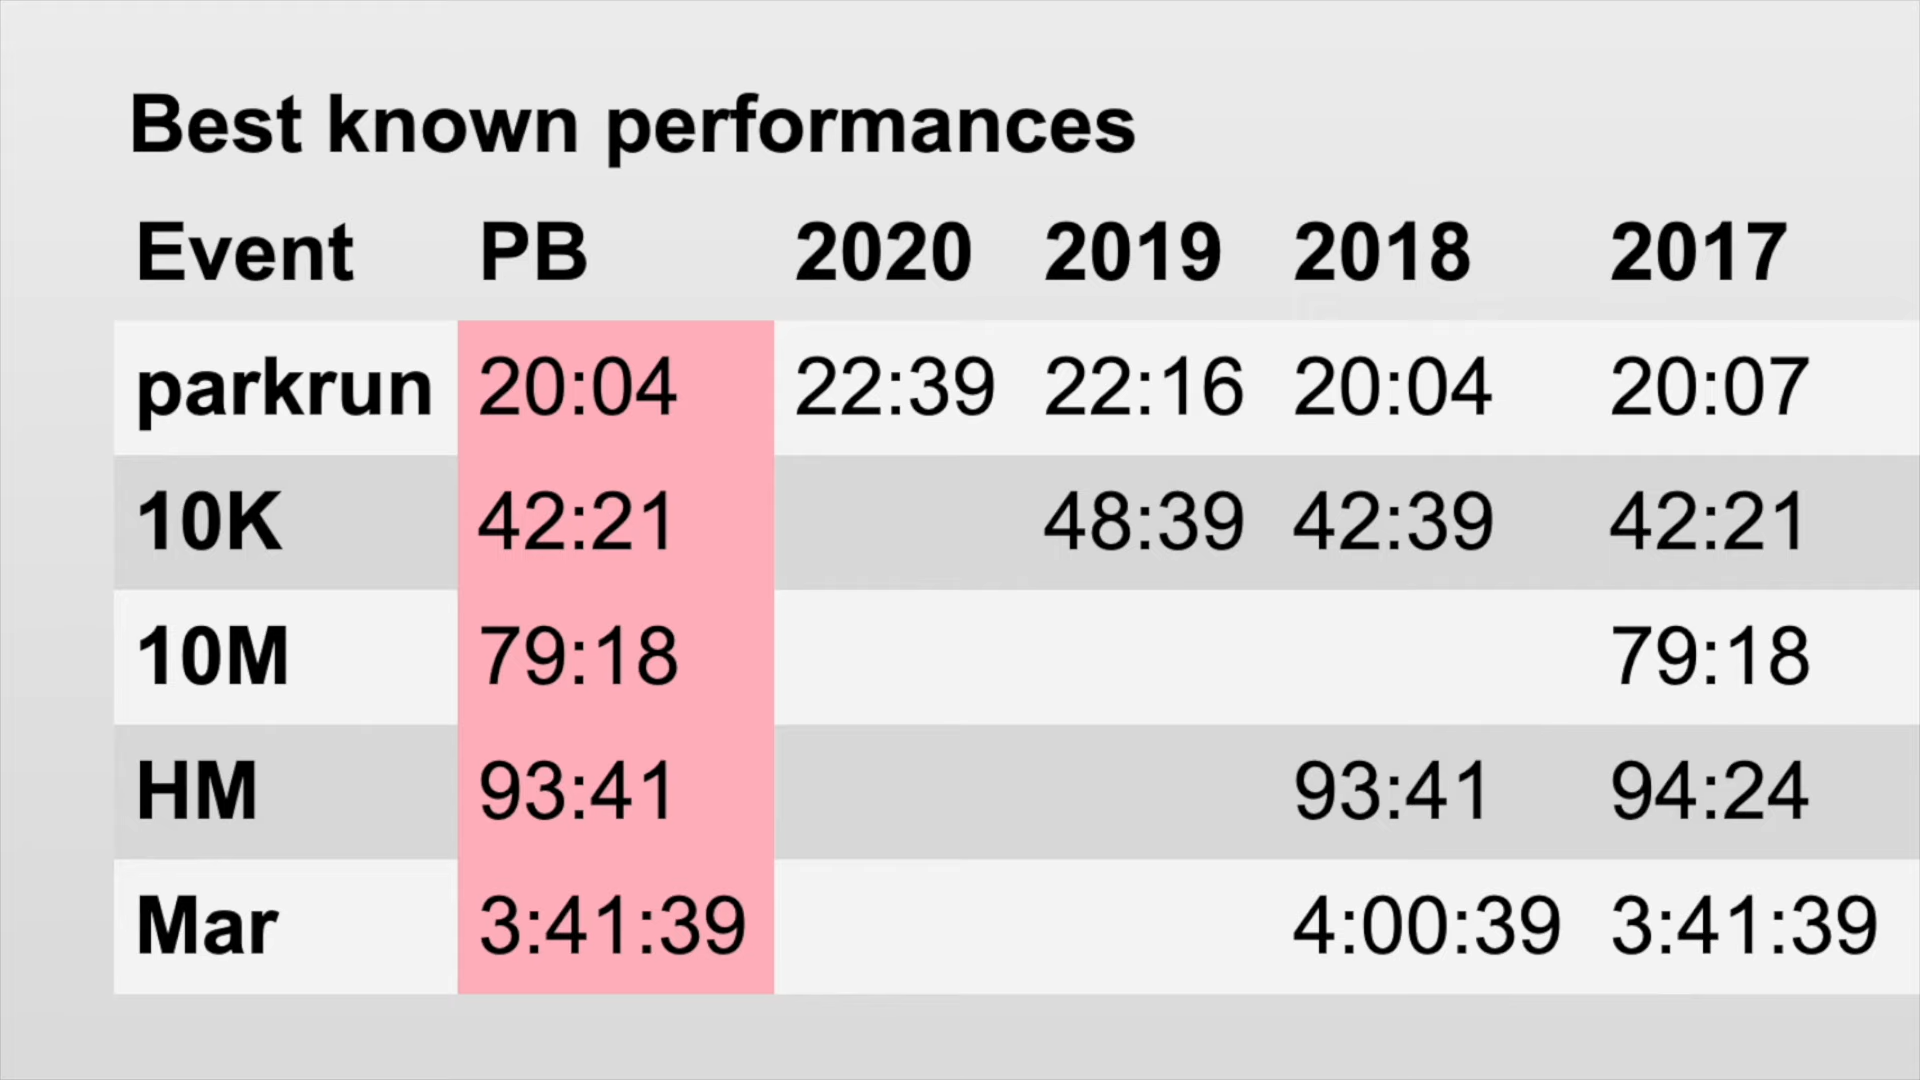 Best known performances
Event PB 2020 2019 2018 2017
parkrun 20:04 22:39 22:16 20:04 20:07
10K 42:21 48:39 42:39 42:21
10M 79:18 79:18
HM 93:41 93:41 94:24
Mar 3:41:39 4:00:39 3:41:39